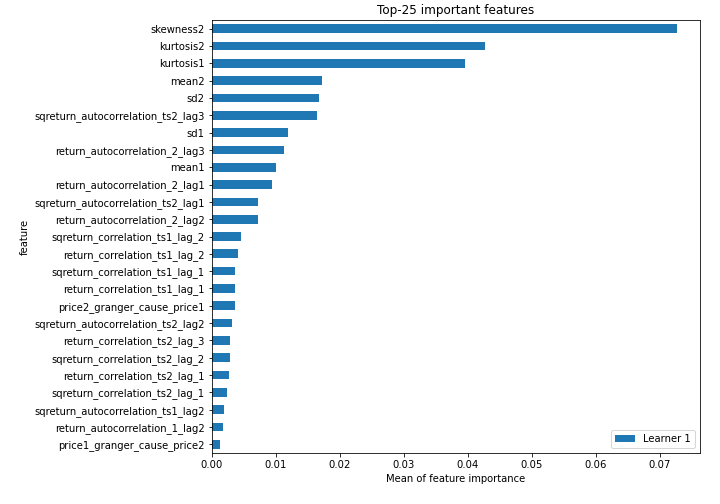 Top-25 important features
skewness2
kurtosis2
kurtosis1
mean2
sd2
sqreturn_autocorrelation_ts2_lag3
sd1
return_autocorrelation_2_lag3
mean1
return_autocorrelation_2_lag1
sqreturn_autocorrelation_ts2_lag1
return_autocorrelation_2_lag2
sqreturn_correlation_ts1_lag_2
return_correlation_ts1_lag_2
sqreturn_correlation_ts1_lag_1
return_correlation_ts1_lag_1
price2_granger_cause_price1
sqreturn_autocorrelation_ts2_lag2
return_correlation_ts2_lag_3
sqreturn_correlation_ts2_lag_2
return_correlation_ts2_lag_1
sqreturn_correlation_ts2_lag_1
sqreturn_autocorrelation_ts1_lag2
return_autocorrelation_1_lag2
price1_granger_cause_price2
feature
Learner 1
0.00 0.01 0.02 0.03 0.04 0.05 0.06 0.07
Mean of feature importance